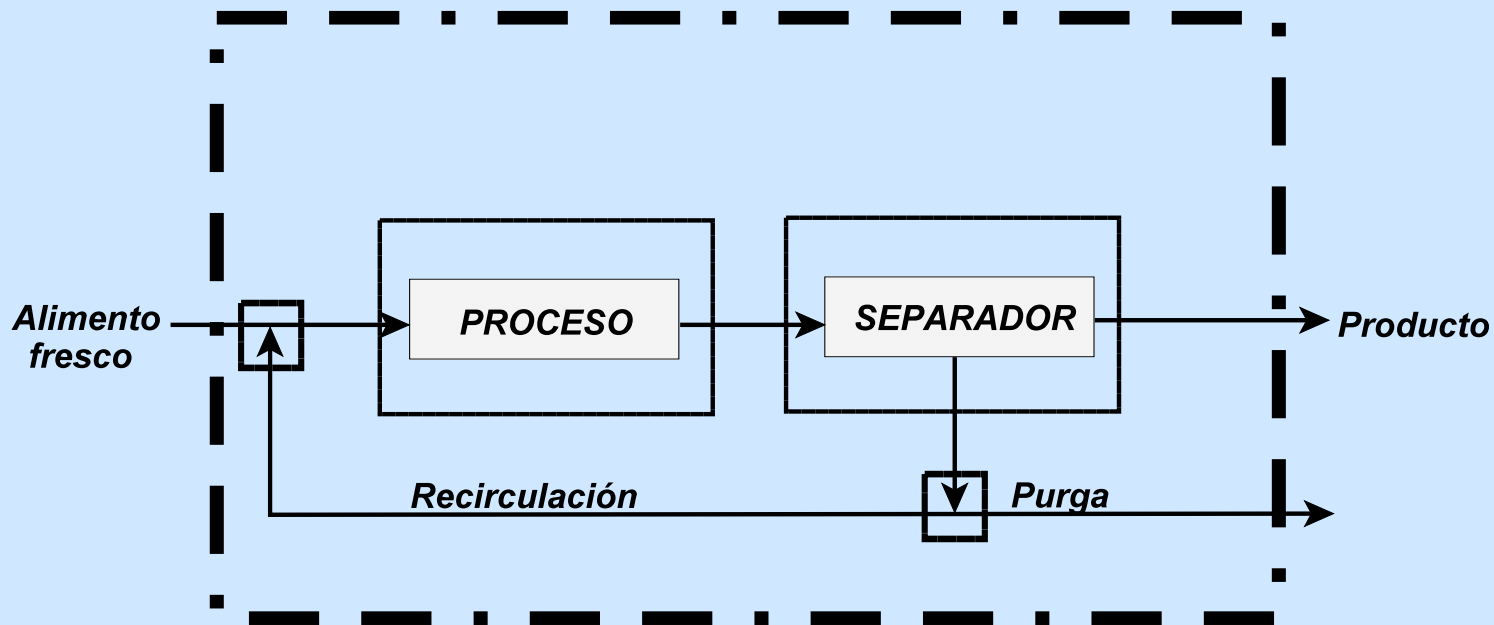 Alimento
fresco
PROCESO
SEPARADOR
Producto
Recirculación
Purga